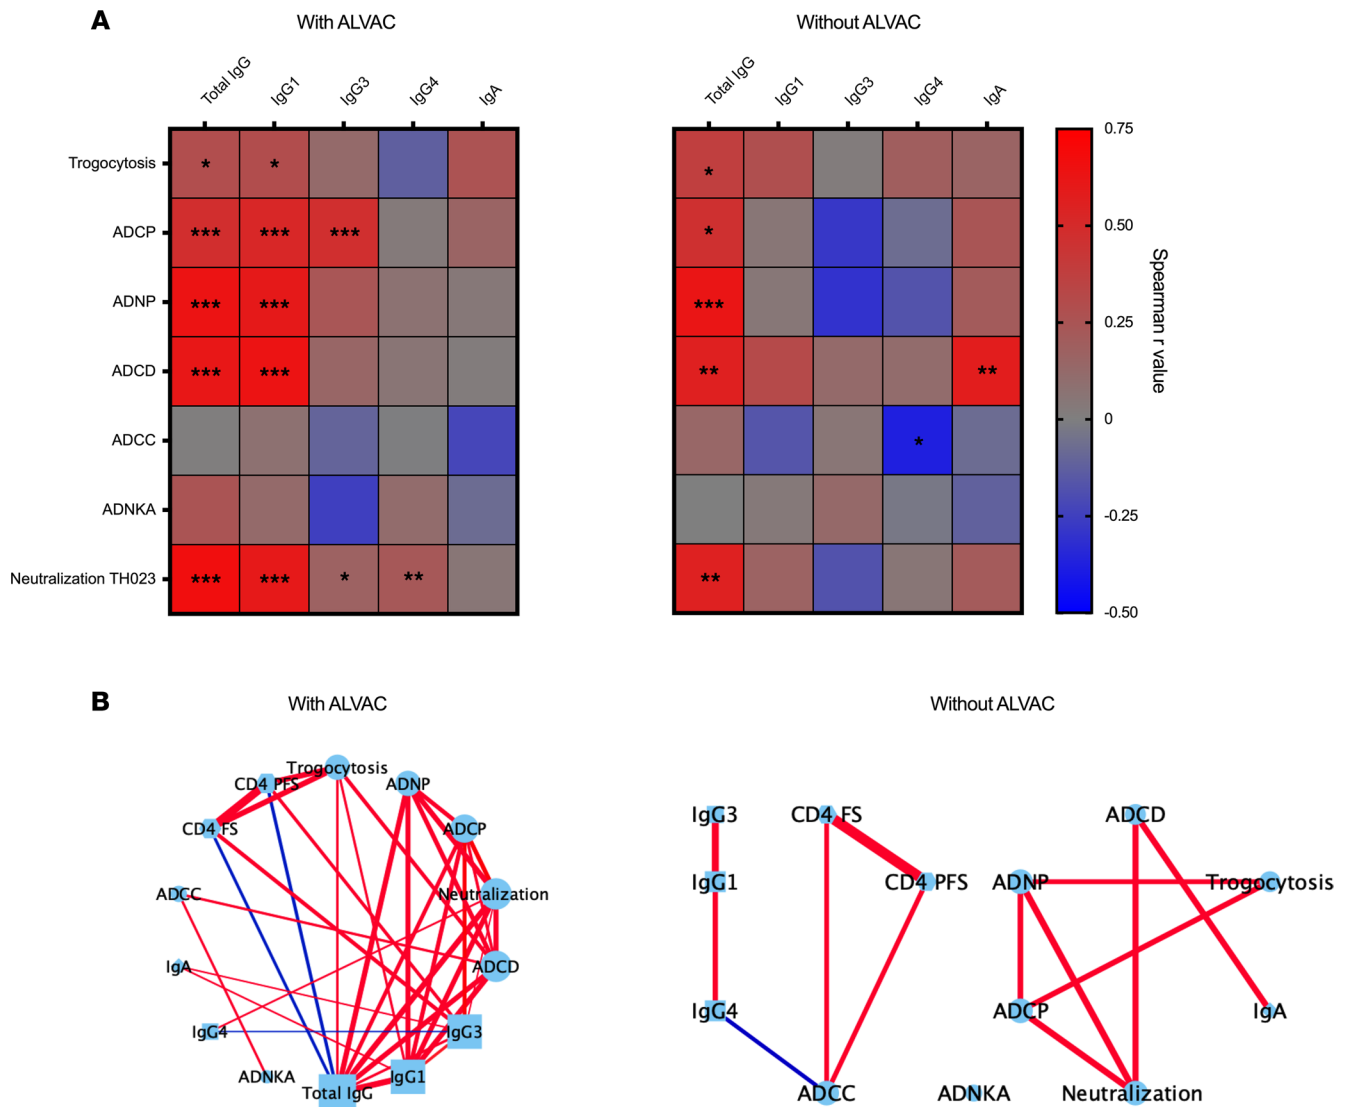 A
With ALVAC
Without ALVAC
Total IgG
IgG1
IgG3
IgG4
IgA
Total IgG
IgG1
IgG3
IgG4
IgA
Trogocytosis
* *
*
ADCP
*** *** ***
*
ADNP
*** ***
***
ADCD
*** ***
** **
ADCC
*
ADNKA
Neutralization TH023
*** *** * **
**
0.75
0.50
0.25
0
-0.25
-0.50
Spearman r value
B
With ALVAC
Without ALVAC
Trogocytosis
CD4 PFS
ADNP
CD4 FS
ADCP
ADCC
Neutralization
IgA
ADCD
IgG4
IgG3
ADNKA
IgG1
Total IgG
IgG3
CD4 FS
ADCD
IgG1
CD4 PFS
ADNP
Trogocytosis
IgG4
ADCP
IgA
ADCC
ADNKA
Neutralization